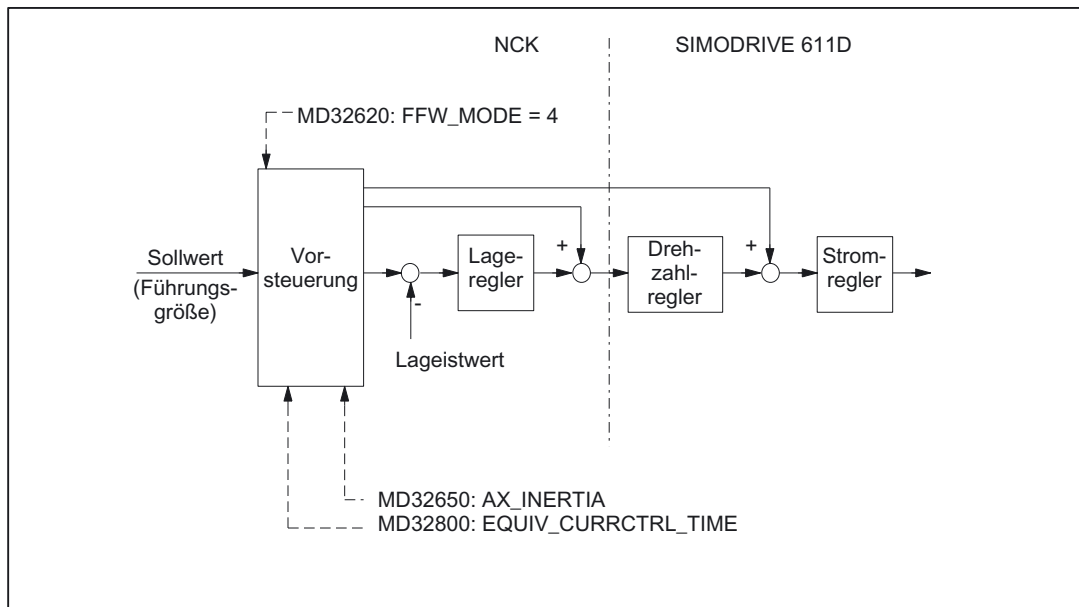 NCK
SIMODRIVE 611D
MD32620: FFW_MODE = 4
Sollwert
(Führungs-
größe)
Vor-
steuerung
-
Lageistwert
Lage-
regler
+
Dreh-
zahl-
regler
+
Strom-
regler
MD32650: AX_INERTIA
MD32800: EQUIV_CURRCTRL_TIME